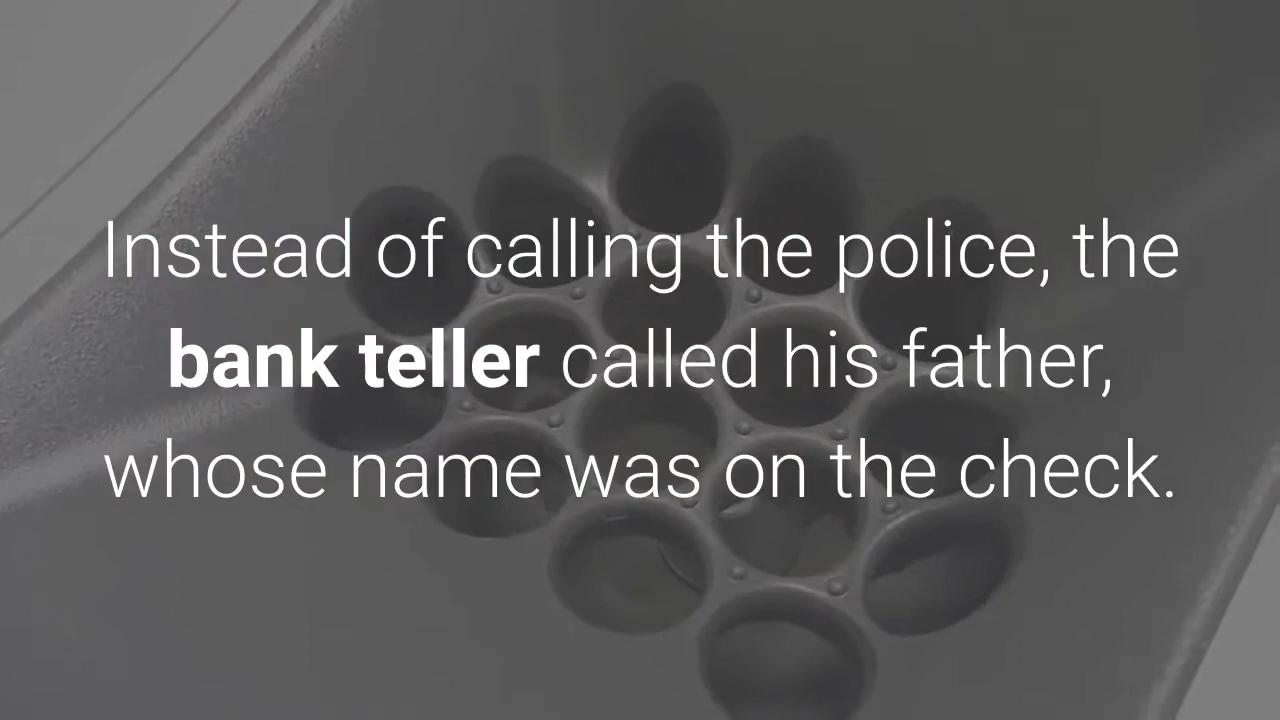 Instead of calling the police, the
bank teller called his father,
whose name was on the check.